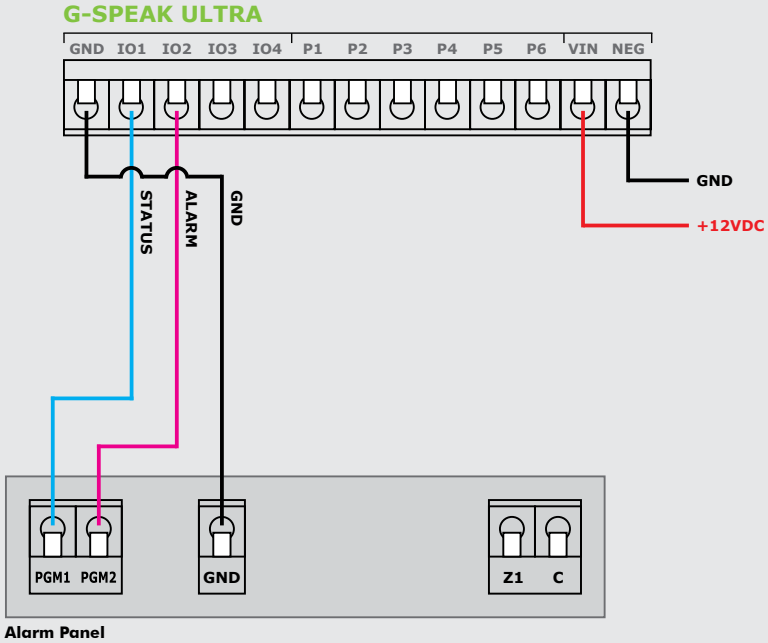 G-SPEAK ULTRA
GND IO1 IO2 IO3 IO4 P1 P2 P3 P4 P5 P6 VIN NEG
GND
+12VDC
STATUS
ALARM
GND
PGM1 PGM2 GND Z1 C
Alarm Panel